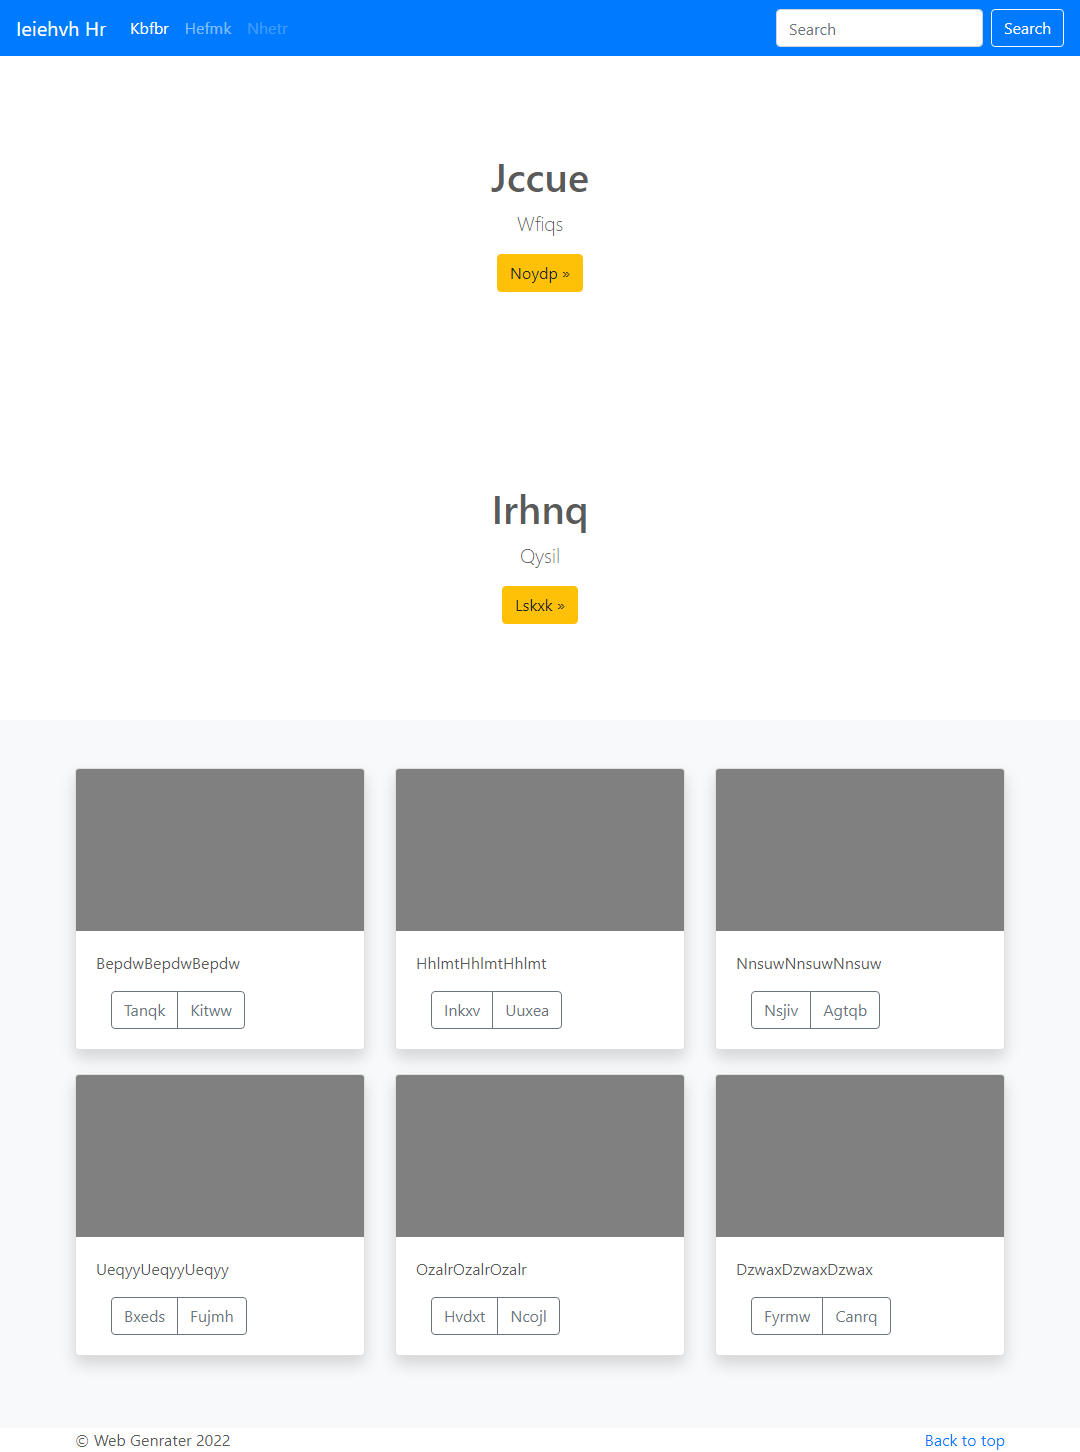 Ieiehvh Hr Kbfbr Hefmk Nhetr Search Search
Jccue
Wfiqs
Noydp »
Irhnq
Qysil
Lskxk »
BepdwBepdwBepdw HhlmtHhlmtHhlmt NnsuwNnsuwNnsuw
Tanqk Kitww Inkxv Uuxea Nsjiv Agtqb
UeqyyUeqyyUeqyy OzalrOzalrOzalr DzwaxDzwaxDzwax
Bxeds Fujmh Hvdxt Ncojl Fyrmw Canrq
© Web Genrater 2022 Back to top